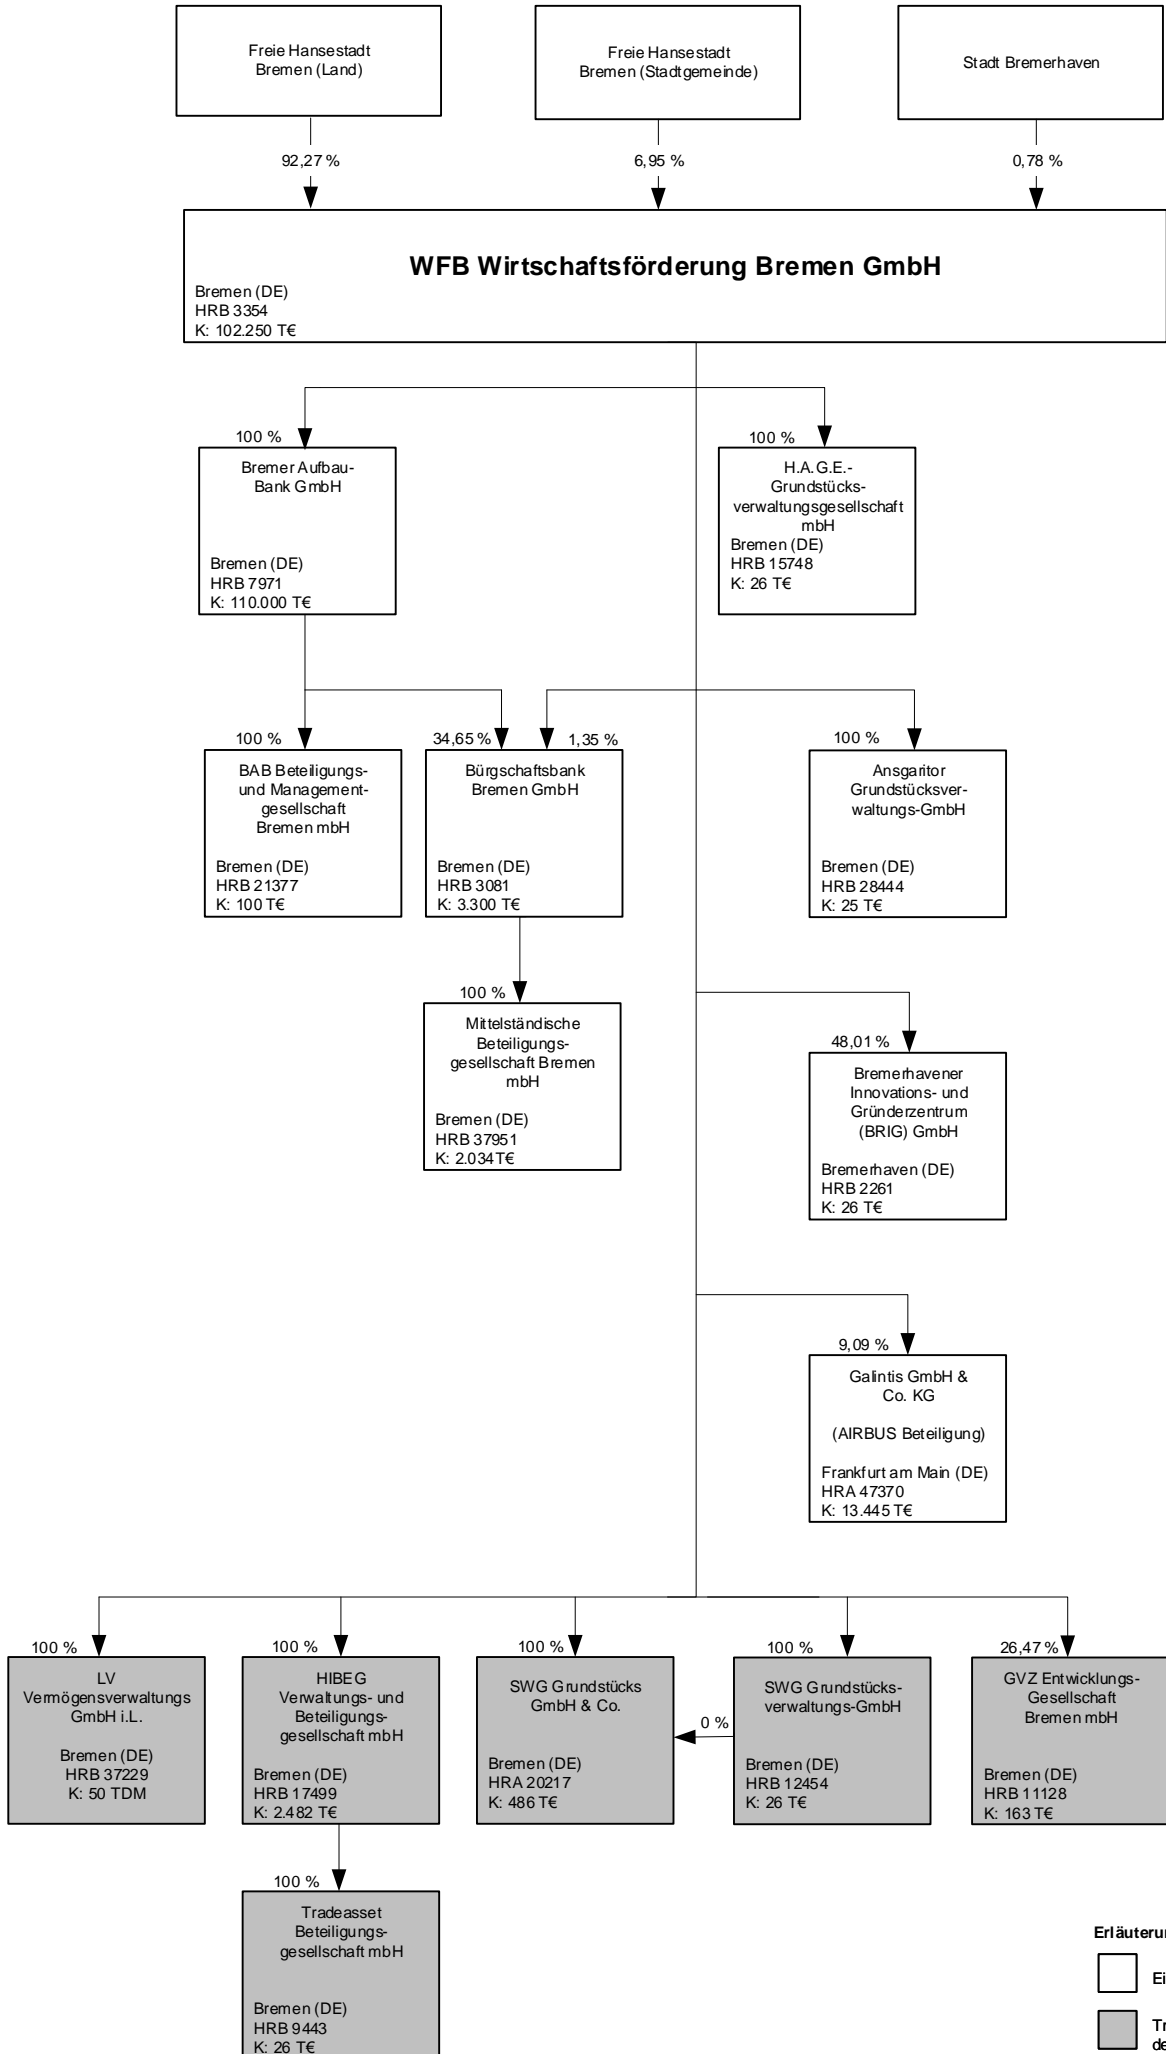 Freie Hansestadt
Bremen (Land)
Freie Hansestadt
Bremen (Stadtgemeinde)
Stadt Bremerhaven
92,27 %
6,95 %
0,78 %
WFB Wirtschaftsförderung Bremen GmbH
Bremen (DE)
HRB 3354
K: 102.250 T€
100 %
Bremer Aufbau-
Bank GmbH
Bremen (DE)
HRB 7971
K: 110.000 T€
100 %
H.A.G.E.-
Grundstücks-
verwaltungsgesellschaft
mbH
Bremen (DE)
HRB 15748
K: 26 T€
100 %
BAB Beteiligungs-
und Management-
gesellschaft
Bremen mbH
Bremen (DE)
HRB 21377
K: 100 T€
34,65 %
1,35 %
Bürgschaftsbank
Bremen GmbH
Bremen (DE)
HRB 3081
K: 3.300 T€
100 %
Ansgaritor
Grundstücksver-
waltungs-GmbH
Bremen (DE)
HRB 28444
K: 25 T€
100 %
Mittelständische
Beteiligungs-
gesellschaft Bremen
mbH
Bremen (DE)
HRB 37951
K: 2.034T€
48,01 %
Bremerhavener
Innovations- und
Gründerzentrum
(BRIG) GmbH
Bremerhaven (DE)
HRB 2261
K: 26 T€
9,09 %
Galintis GmbH &
Co. KG
(AIRBUS Beteiligung)
Frankfurt am Main (DE)
HRA 47370
K: 13.445 T€
100 %
LV
Vermögensverwaltungs
GmbH i.L.
Bremen (DE)
HRB 37229
K: 50 TDM
100 %
HIBEG
Verwaltungs- und
Beteiligungs-
gesellschaft mbH
Bremen (DE)
HRB 17499
K: 2.482 T€
100 %
SWG Grundstücks
GmbH & Co.
Bremen (DE)
HRA 20217
K: 486 T€
0 %
100 %
SWG Grundstücks-
verwaltungs-GmbH
Bremen (DE)
HRB 12454
K: 26 T€
26,47 %
GVZ Entwicklungs-
Gesellschaft
Bremen mbH
Bremen (DE)
HRB 11128
K: 163 T€
100 %
Tradeasset
Beteiligungs-
gesellschaft mbH
Bremen (DE)
HRB 9443
K: 26 T€